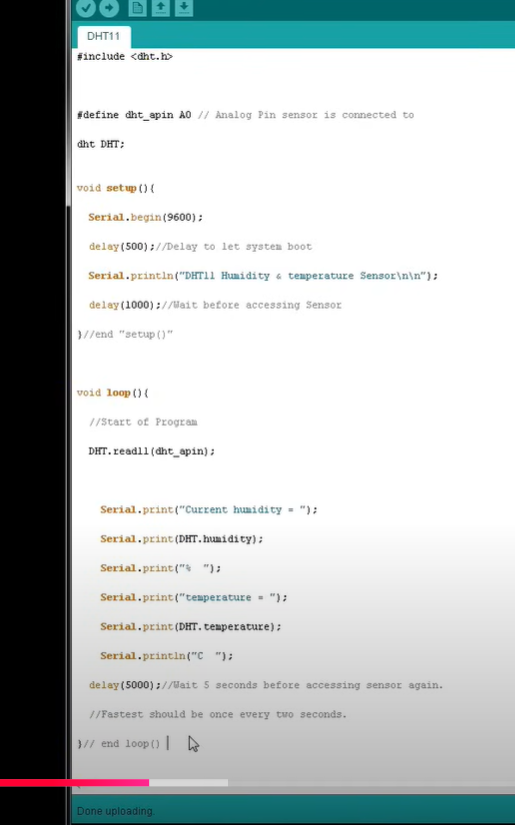 DHT11
#include <dht.h>
#define dht_apin A0 // Analog Pin sensor is connected to
dht DHT;
void setup(){
Serial.begin(9600);
delay(500);//Delay to let system boot
Serial.println("DHT11 Humidity & temperature Sensor\n\n");
delay(1000);//Wait before accessing Sensor
}//end "setup()"
void loop(){
//Start of Program
DHT.read11(dht_apin);
Serial.print("Current humidity = ");
Serial.print(DHT.humidity);
Serial.print("%  ");
Serial.print("temperature = ");
Serial.print(DHT.temperature);
Serial.println("C  ");
delay(5000);//Wait 5 seconds before accessing sensor again.
//Fastest should be once every two seconds.
}// end loop()
Done uploading.